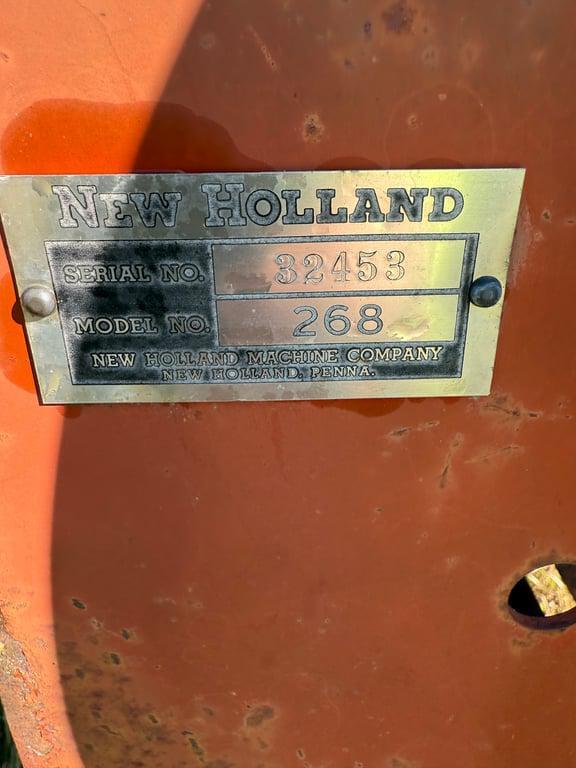 New Holland
Serial No. 32453
Model No. 268
New Holland Machine Company
New Holland, Penna.